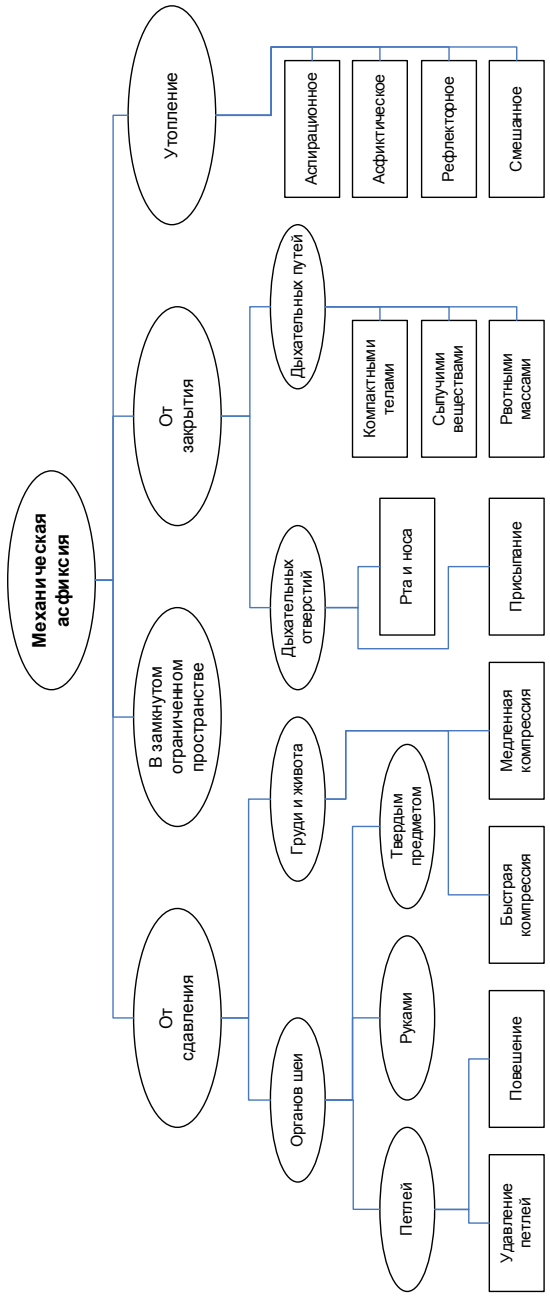 Механическая
асфиксия
От
сдавления
В замкнутом
ограниченном
пространстве
От
закрытия
Утопление
Органов шеи
Груди и живота
Дыхательных
отверстий
Дыхательных путей
Петлей
Руками
Твердым
предметом
Удавление
петлей
Повешение
Быстрая
компрессия
Медленная
компрессия
Рта и носа
Присыпание
Компактными
телами
Сыпучими
веществами
Рвотными
массами
Аспирационное
Асфиктическое
Рефлекторное
Смешанное